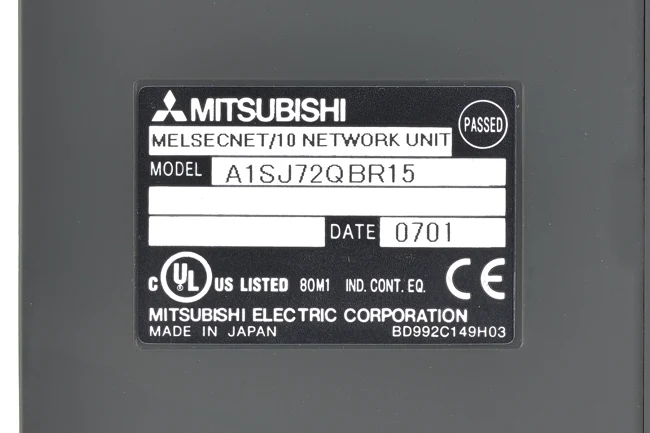 MITSUBISHI
PASSED
MELSECNET/10 NETWORK UNIT
MODEL A1SJ72QBR15
DATE 0701
C UL US LISTED 80M1 IND. CONT. EQ. CE
MITSUBISHI ELECTRIC CORPORATION
MADE IN JAPAN BD992C149H03